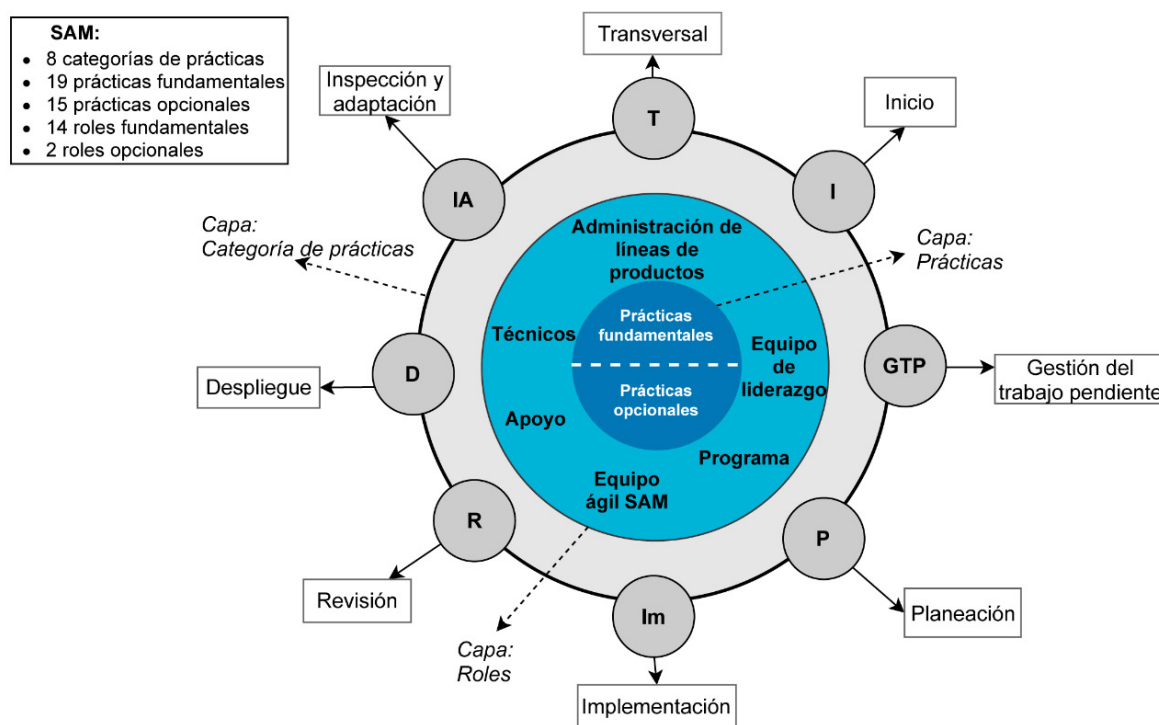 SAM:
• 8 categorías de prácticas
• 19 prácticas fundamentales
• 15 prácticas opcionales
• 14 roles fundamentales
• 2 roles opcionales
Transversal
T
Inspección y
adaptación
IA
Inicio
I
Capa:
Categoría de prácticas
Capa:
Prácticas
Administración de
líneas de
productos
Técnicos
Prácticas
fundamentales
Equipo
de
liderazgo
Prácticas
opcionales
Apoyo
Programa
Equipo
ágil SAM
D
Despliegue
GTP
Gestión del
trabajo pendiente
R
Revisión
P
Planeación
Im
Implementación
Capa:
Roles